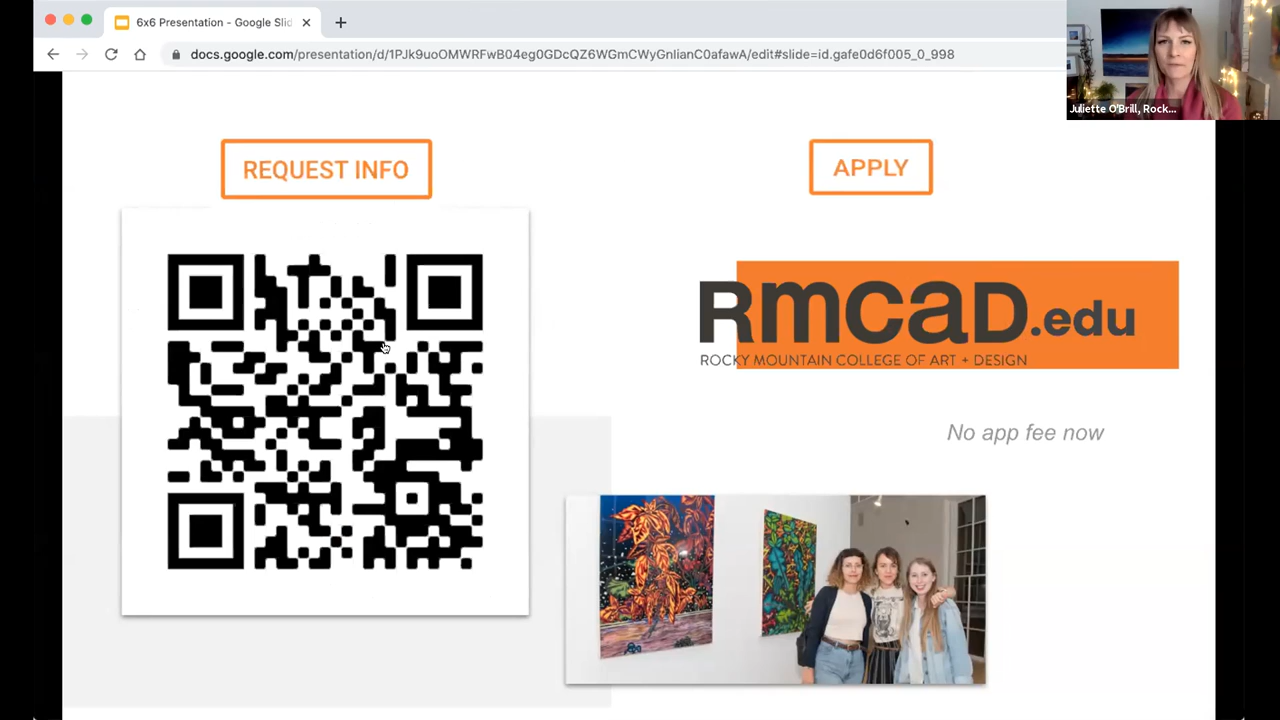 6x6 Presentation - Google Slid
docs.google.com/presentation/d/1PJk9uoOMWRlwB04eg0GDcQZ6WGmCWyGnIianC0afawA/edit#slide=id.gafe0d6f005_0_998
Juliette O'Brill, Rock...
REQUEST INFO
APPLY
RMCAD.edu
ROCKY MOUNTAIN COLLEGE OF ART + DESIGN
No app fee now